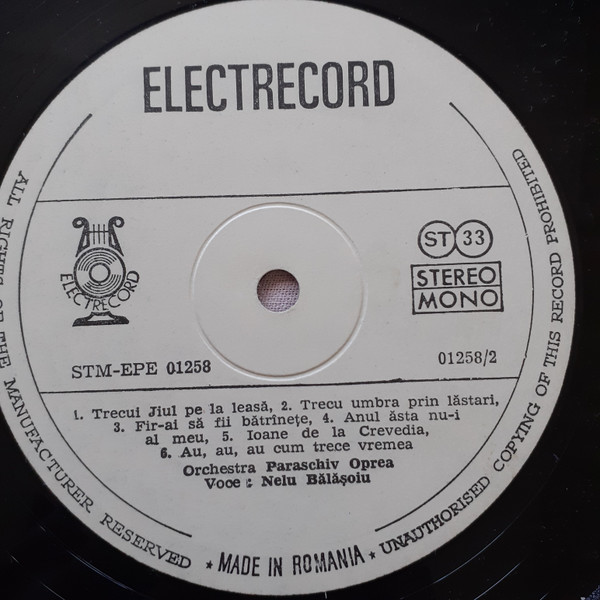 ELECTRECORD
ST 33
ELECTRECORD
STEREO
MONO
STM-EPE 01258
01258/2
1. Trecui Jiul pe la leasă, 2. Trecu umbra prin lăstari,
3. Fir-ai să fii bătrînețe, 4. Anul ăsta nu-i
al meu, 5. Ioane de la Crevedia,
6. Au, au, au cum trece vremea
Orchestra Paraschiv Oprea
Voce : Nelu Bălășoiu
ALL RIGHTS OF THE MANUFACTURER RESERVED * MADE IN ROMANIA * UNAUTHORISED COPYING OF THIS RECORD PROHIBITED